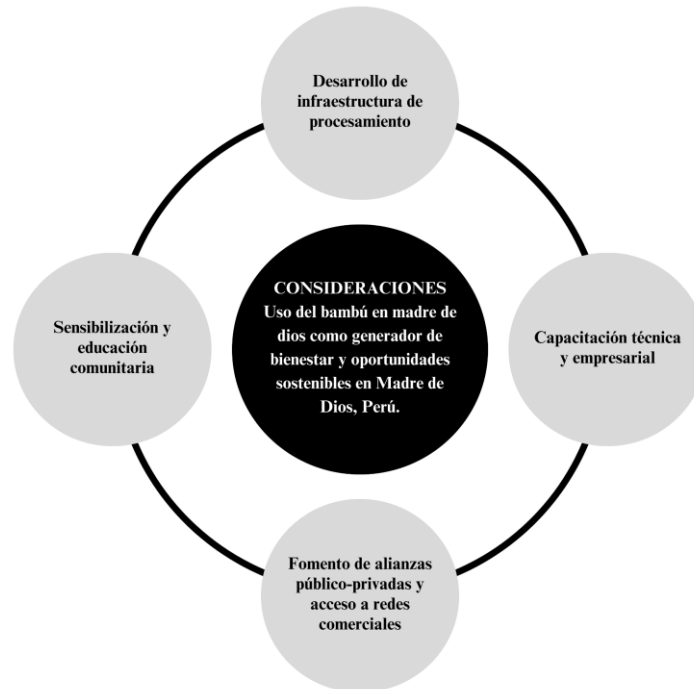 Desarrollo de
infraestructura de
procesamiento
CONSIDERACIONES
Uso del bambú en madre de
dios como generador de
bienestar y oportunidades
sostenibles en Madre de
Dios, Perú.
Sensibilización y
educación
comunitaria
Capacitación técnica
y empresarial
Fomento de alianzas
público-privadas y
acceso a redes
comerciales